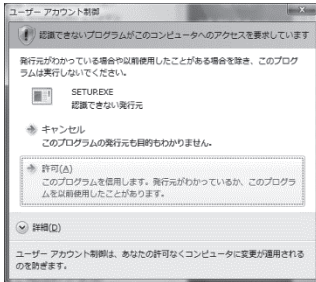 ユーザー アカウント制御
認識できないプログラムがこのコンピュータへのアクセスを要求しています
発行元がわかっている場合や以前使用したことがある場合を除き、このプログ
ラムは実行しないでください。
SETUP.EXE
認識できない発行元
キャンセル
このプログラムの発行元も目的もわかりません。
許可(A)
このプログラムを信用します。発行元がわかっているか、このプログラ
ムを以前使用したことがあります。
詳細(D)
ユーザー アカウント制御は、あなたの許可なくコンピュータに変更が適用される
のを防ぎます。